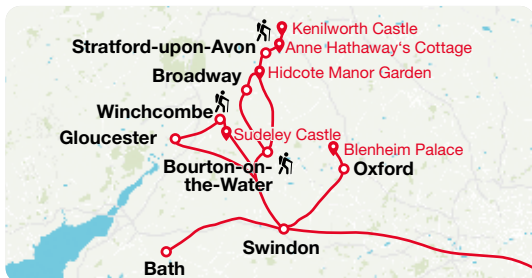 Kenilworth Castle
Stratford-upon-Avon
Anne Hathaway‘s Cottage
Broadway
Hidcote Manor Garden
Winchcombe
Gloucester
Sudeley Castle
Bourton-on-
the-Water
Blenheim Palace
Oxford
Swindon
Bath